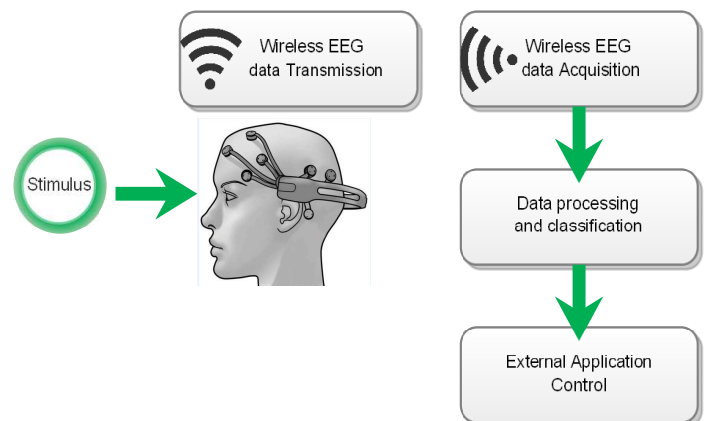 Wireless EEG
data Transmission
Wireless EEG
data Acquisition
Stimulus
Data processing
and classification
External Application
Control